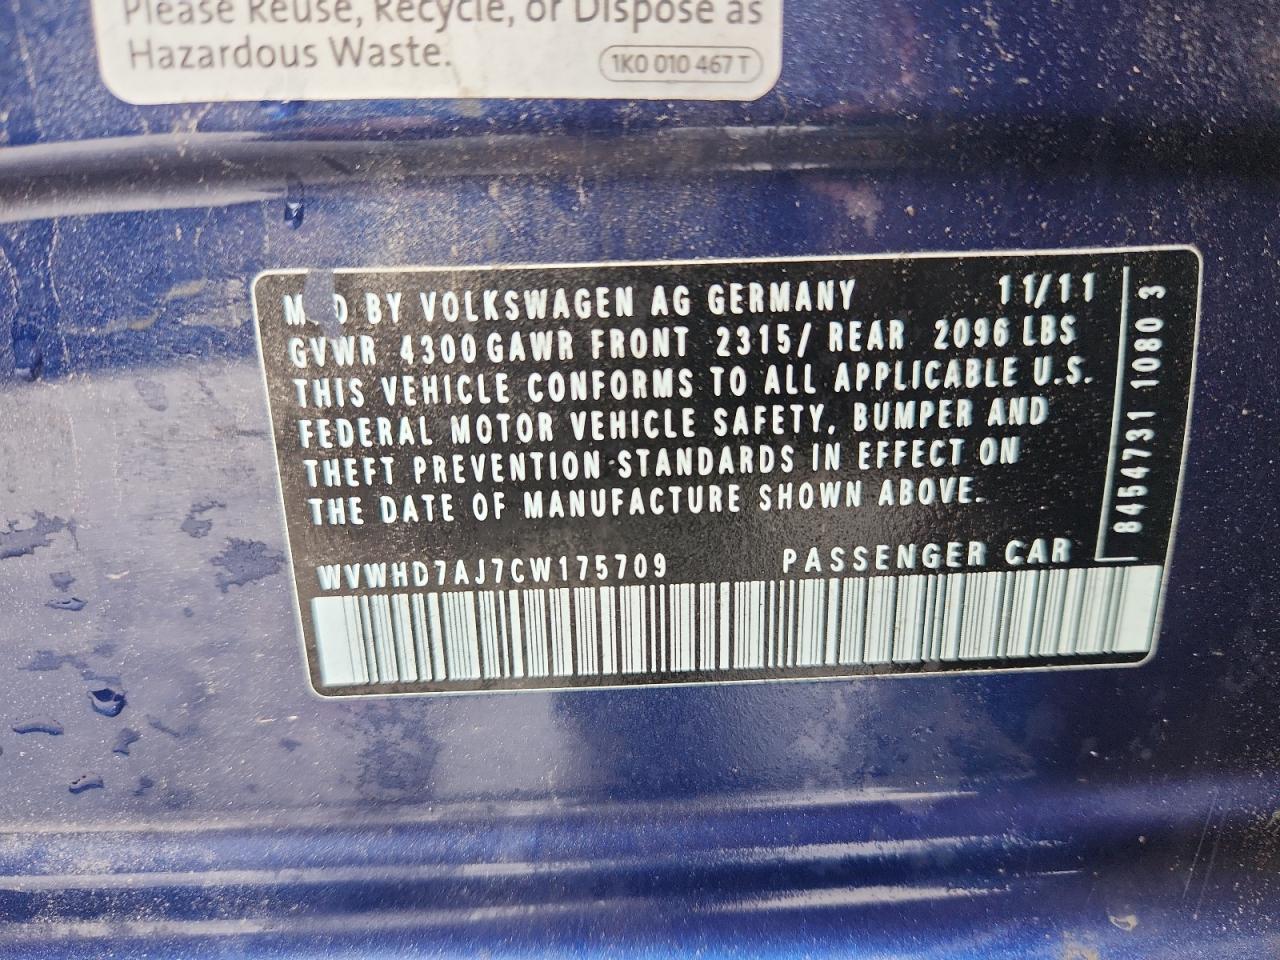 Please Reuse, Recycle, or Dispose as
Hazardous Waste.
1K0 010 467 T
BY VOLKSWAGEN AG GERMANY 11/11
GVWR 4300 GAWR FRONT 2315/ REAR 2096 LBS
THIS VEHICLE CONFORMS TO ALL APPLICABLE U.S.
FEDERAL MOTOR VEHICLE SAFETY, BUMPER AND
THEFT PREVENTION STANDARDS IN EFFECT ON
THE DATE OF MANUFACTURE SHOWN ABOVE.
WVWHD7AJ7CW175709 PASSENGER CAR
8454731 1080 3